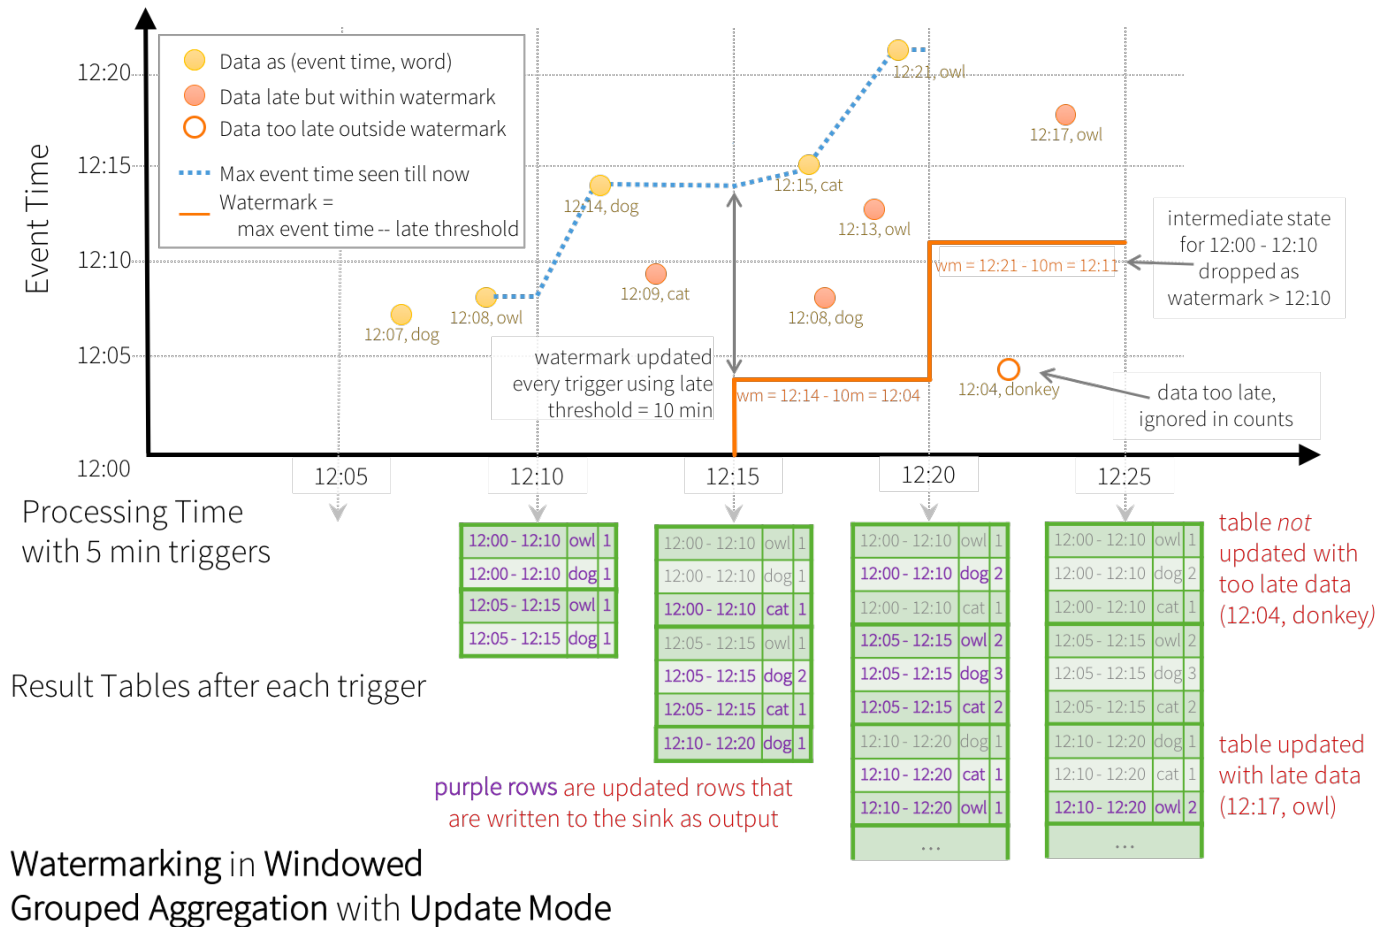 Data as (event time, word)
Data late but within watermark
Data too late outside watermark
Max event time seen till now
Watermark =
max event time -- late threshold
Event Time
12:20
12:15
12:10
12:05
12:00
12:07, dog
12:08, owl
12:14, dog
12:09, cat
12:15, cat
12:13, owl
12:08, dog
12:21, owl
12:17, owl
12:04, donkey
watermark updated
every trigger using late
threshold = 10 min
wm = 12:14 - 10m = 12:04
wm = 12:21 - 10m = 12:11
intermediate state
for 12:00 - 12:10
dropped as
watermark > 12:10
data too late,
ignored in counts
12:05
12:10
12:15
12:20
12:25
Processing Time
with 5 min triggers
12:00 - 12:10 owl 1
12:00 - 12:10 dog 1
12:05 - 12:15 owl 1
12:05 - 12:15 dog 1
12:00 - 12:10 owl 1
12:00 - 12:10 dog 1
12:00 - 12:10 cat 1
12:05 - 12:15 owl 1
12:05 - 12:15 dog 2
12:05 - 12:15 cat 1
12:10 - 12:20 dog 1
12:00 - 12:10 owl 1
12:00 - 12:10 dog 2
12:00 - 12:10 cat 1
12:05 - 12:15 owl 2
12:05 - 12:15 dog 3
12:05 - 12:15 cat 2
12:10 - 12:20 dog 1
12:10 - 12:20 cat 1
12:10 - 12:20 owl 1
...
12:00 - 12:10 owl 1
12:00 - 12:10 dog 2
12:00 - 12:10 cat 1
12:05 - 12:15 owl 2
12:05 - 12:15 dog 3
12:05 - 12:15 cat 2
12:10 - 12:20 dog 1
12:10 - 12:20 cat 1
12:10 - 12:20 owl 2
...
table not
updated with
too late data
(12:04, donkey)
table updated
with late data
(12:17, owl)
Result Tables after each trigger
purple rows are updated rows that
are written to the sink as output
Watermarking in Windowed
Grouped Aggregation with Update Mode